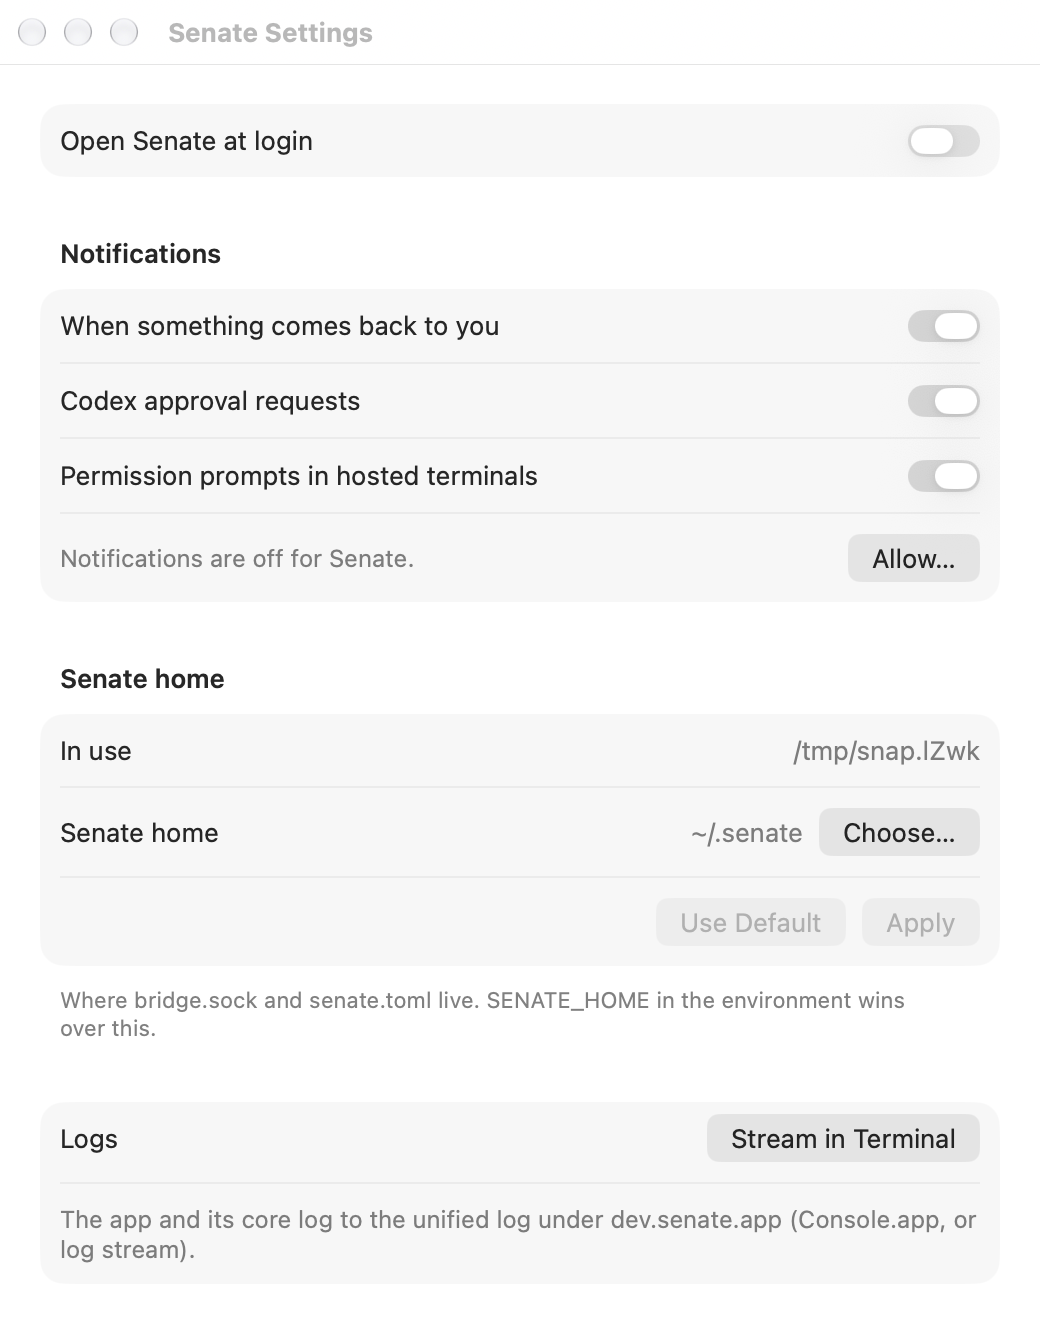 Senate Settings
Open Senate at login
Notifications
When something comes back to you
Codex approval requests
Permission prompts in hosted terminals
Notifications are off for Senate.
Allow...
Senate home
In use
/tmp/snap.lZwk
Senate home
~/.senate
Choose...
Use Default
Apply
Where bridge.sock and senate.toml live. SENATE_HOME in the environment wins
over this.
Logs
Stream in Terminal
The app and its core log to the unified log under dev.senate.app (Console.app, or
log stream).